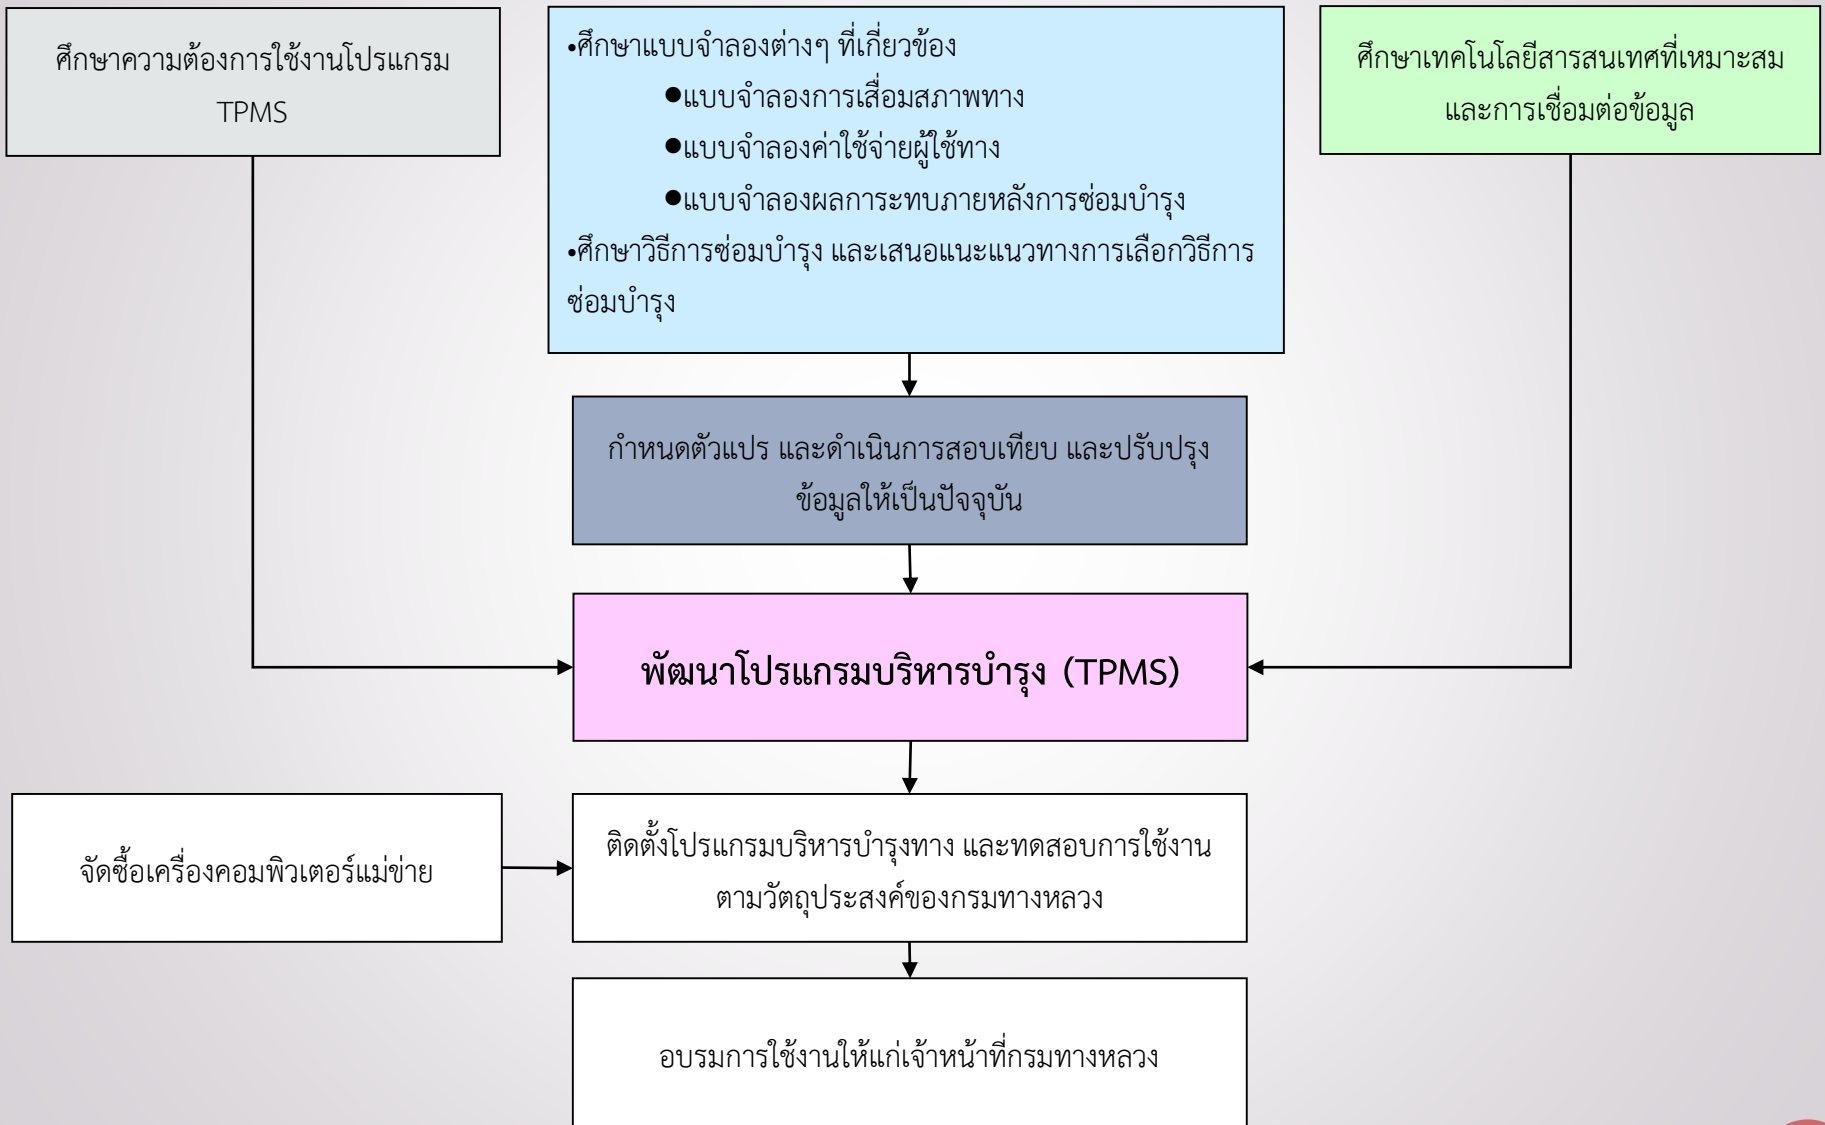 ศึกษาความต้องการใช้งานโปรแกรม
TPMS
•ศึกษาแบบจำลองต่างๆ ที่เกี่ยวข้อง
●แบบจำลองการเสื่อมสภาพทาง
●แบบจำลองค่าใช้จ่ายผู้ใช้ทาง
●แบบจำลองผลการะทบภายหลังการซ่อมบำรุง
•ศึกษาวิธีการซ่อมบำรุง และเสนอแนะแนวทางการเลือกวิธีการ
ซ่อมบำรุง
ศึกษาเทคโนโลยีสารสนเทศที่เหมาะสม
และการเชื่อมต่อข้อมูล
กำหนดตัวแปร และดำเนินการสอบเทียบ และปรับปรุง
ข้อมูลให้เป็นปัจจุบัน
พัฒนาโปรแกรมบริหารบำรุง (TPMS)
จัดซื้อเครื่องคอมพิวเตอร์แม่ข่าย
ติดตั้งโปรแกรมบริหารบำรุงทาง และทดสอบการใช้งาน
ตามวัตถุประสงค์ของกรมทางหลวง
อบรมการใช้งานให้แก่เจ้าหน้าที่กรมทางหลวง